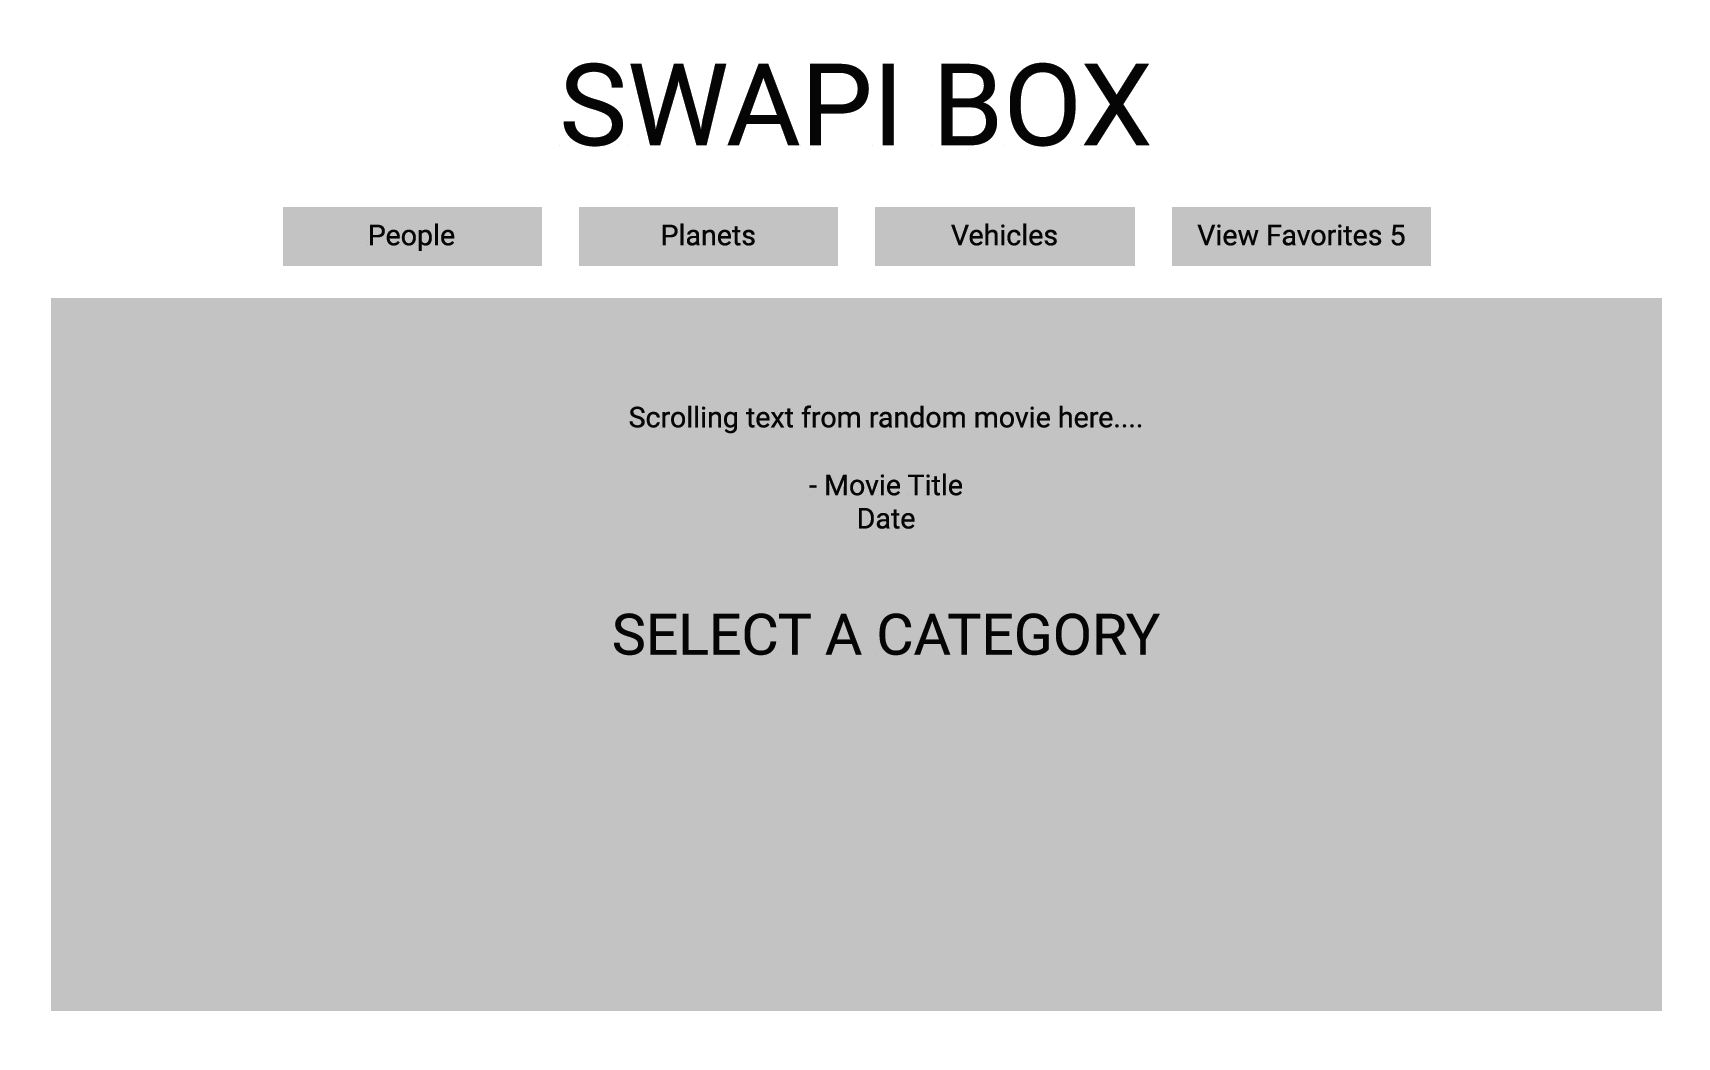 SWAPI BOX
People
Planets
Vehicles
View Favorites 5
Scrolling text from random movie here....
- Movie Title
Date
SELECT A CATEGORY